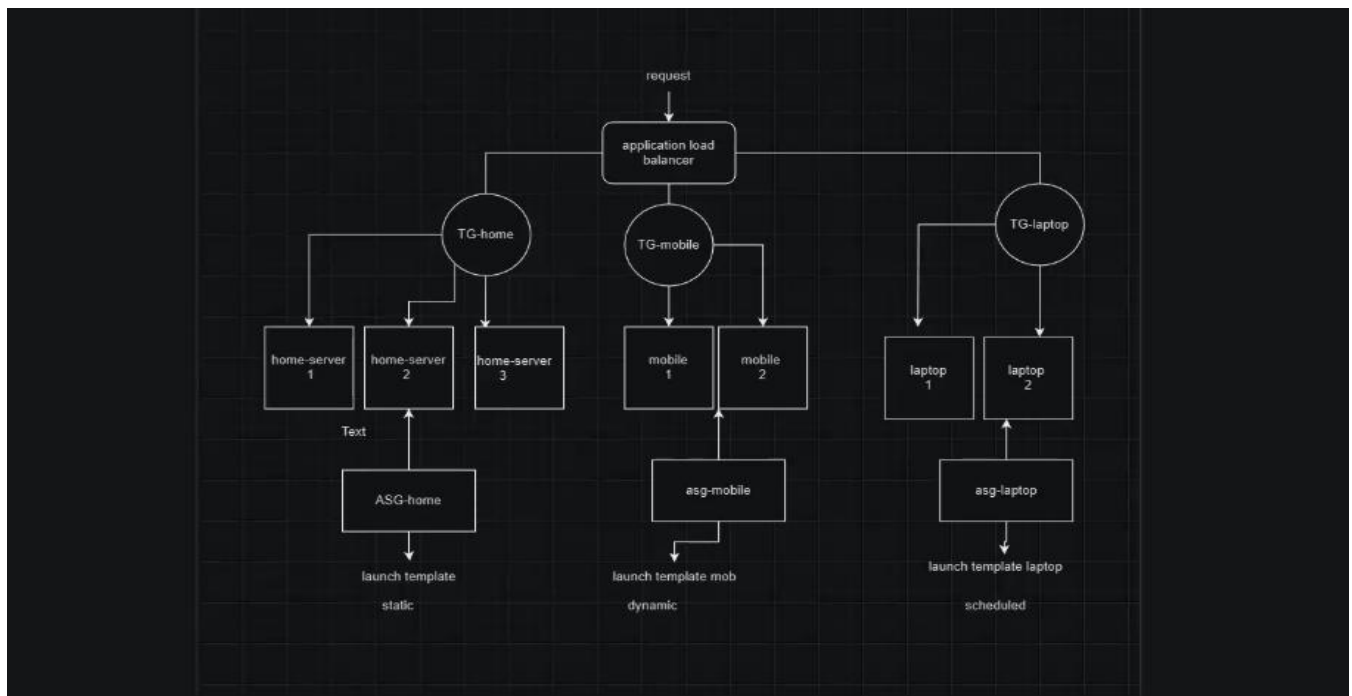 request
application load
balancer
TG-home
TG-mobile
TG-laptop
home-server
1
home-server
2
home-server
3
mobile
1
mobile
2
laptop
1
laptop
2
Text
ASG-home
asg-mobile
asg-laptop
launch template
launch template mob
launch template laptop
static
dynamic
scheduled